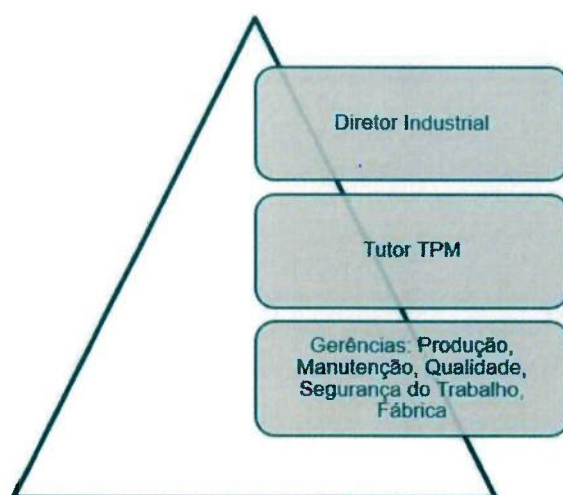 Diretor Industrial
Tutor TPM
Gerências: Produção,
Manutenção, Qualidade,
Segurança do Trabalho,
Fábrica